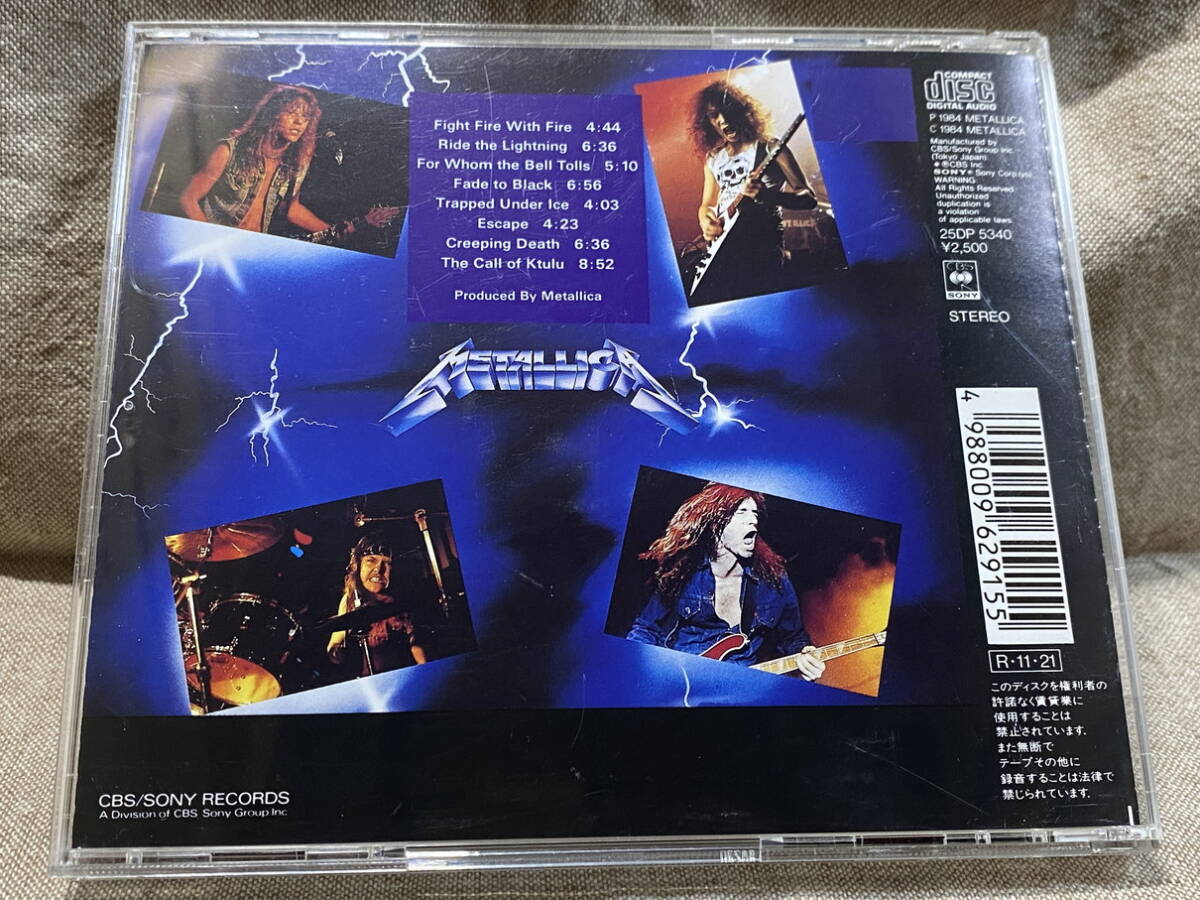 Fight Fire With Fire 4:44
Ride the Lightning 6:36
For Whom the Bell Tolls 5:10
Fade to Black 6:56
Trapped Under Ice 4:03
Escape 4:23
Creeping Death 6:36
The Call of Ktulu 8:52
Produced By Metallica
METALLICA
COMPACT
disc
DIGITAL AUDIO
P 1984 METALLICA
C 1984 METALLICA
Manufactured by
CBS/Sony Group Inc.
(Tokyo Japan)
® CBS Inc.
SONY® Sony Corp
WARNING:
All Rights Reserved.
Unauthorized
duplication is
a violation
of applicable laws.
25DP 5340
¥2,500
CBS
SONY
STEREO
4 988009 629155
R·11·21
このディスクを権利者の
許諾なく賃貸業に
使用することは
禁止されています.
また無断で
テープその他に
録音することは法律で
禁じられています.
CBS/SONY RECORDS
A Division of CBS Sony Group Inc